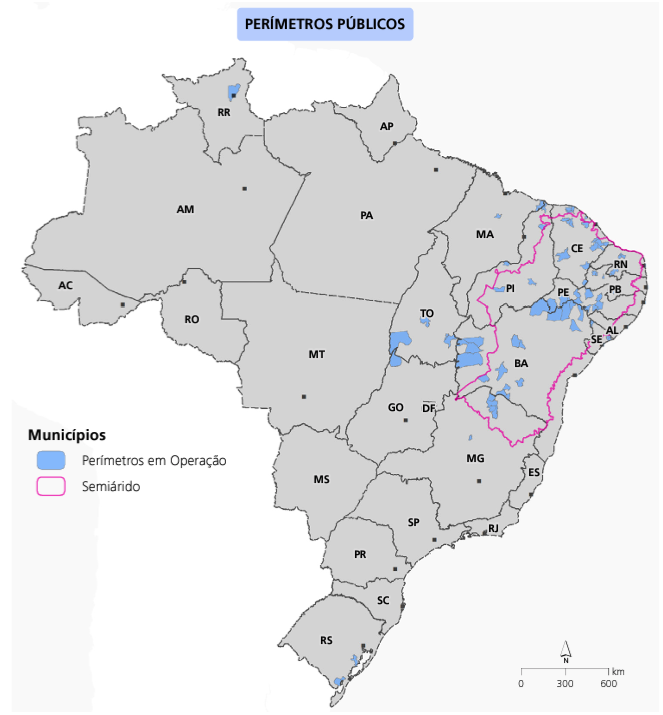 PERÍMETROS PÚBLICOS
RR
AP
AM
PA
MA
CE
RN
PB
PI
PE
AL
SE
AC
RO
TO
BA
MT
GO
DF
MG
ES
MS
SP
RJ
PR
SC
RS
Municípios
Perímetros em Operação
Semiárido
N
km
0 300 600